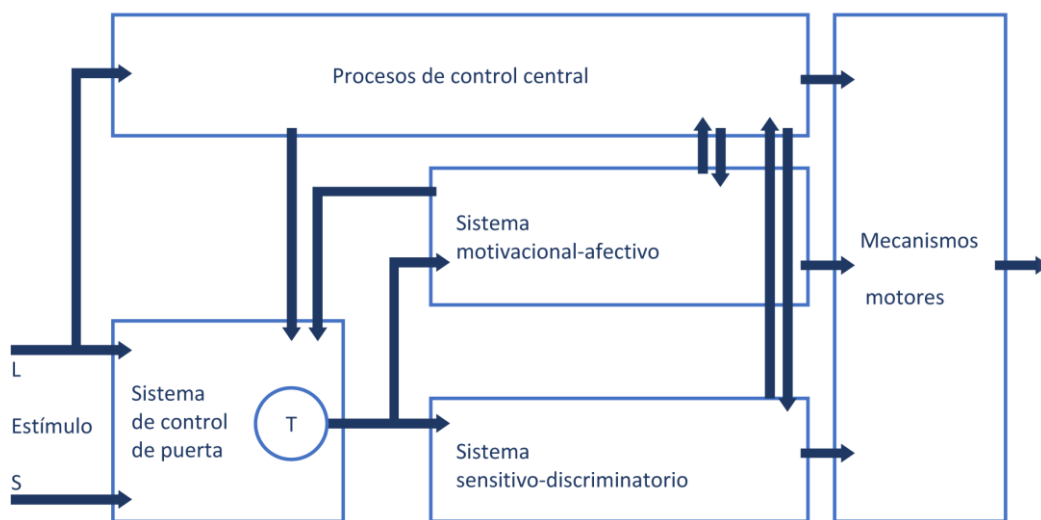 Procesos de control central
Sistema
motivacional-afectivo
Mecanismos
motores
L
Estímulo
S
Sistema
de control
de puerta
T
Sistema
sensitivo-discriminatorio